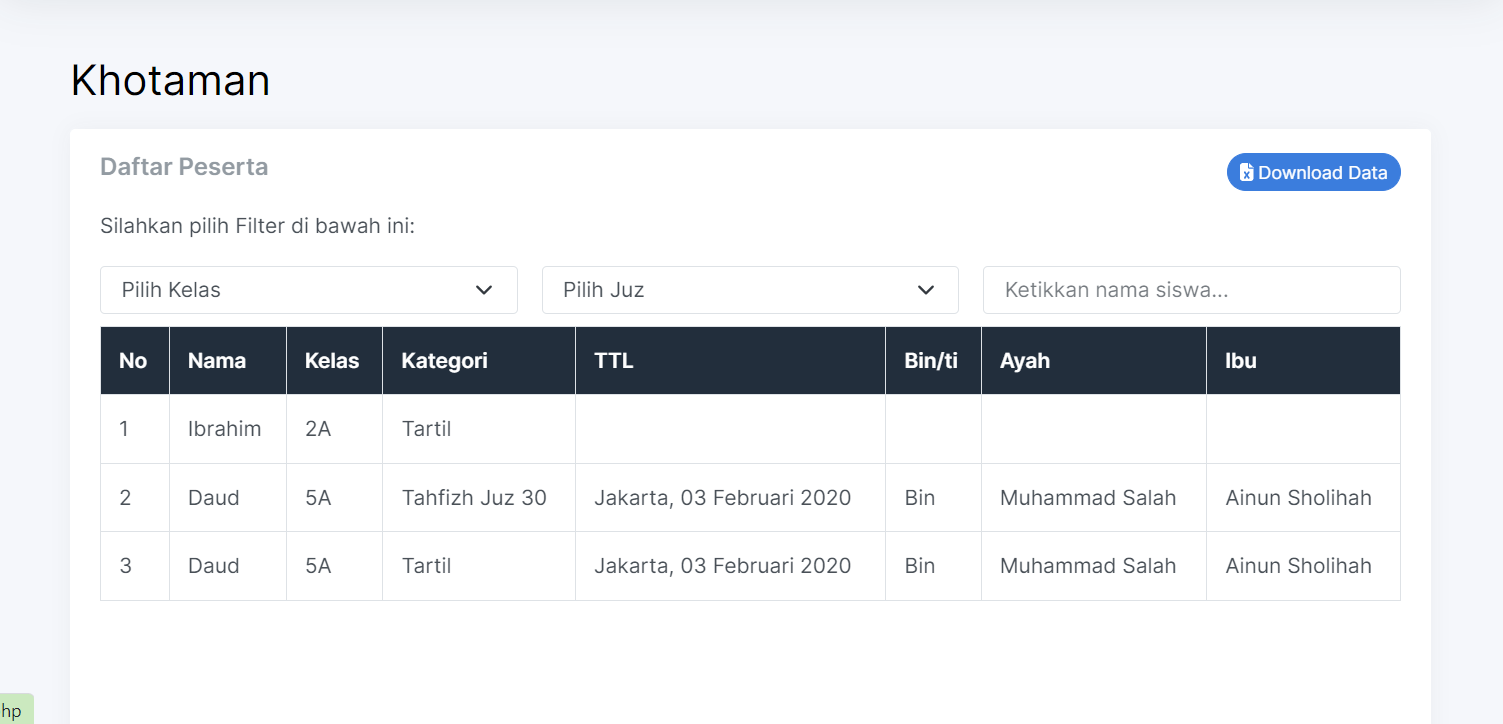 Khotaman
Daftar Peserta
Download Data
Silahkan pilih Filter di bawah ini:
Pilih Kelas Pilih Juz Ketikkan nama siswa...
No Nama Kelas Kategori TTL Bin/ti Ayah Ibu
1 Ibrahim 2A Tartil
2 Daud 5A Tahfizh Juz 30 Jakarta, 03 Februari 2020 Bin Muhammad Salah Ainun Sholihah
3 Daud 5A Tartil Jakarta, 03 Februari 2020 Bin Muhammad Salah Ainun Sholihah
hp